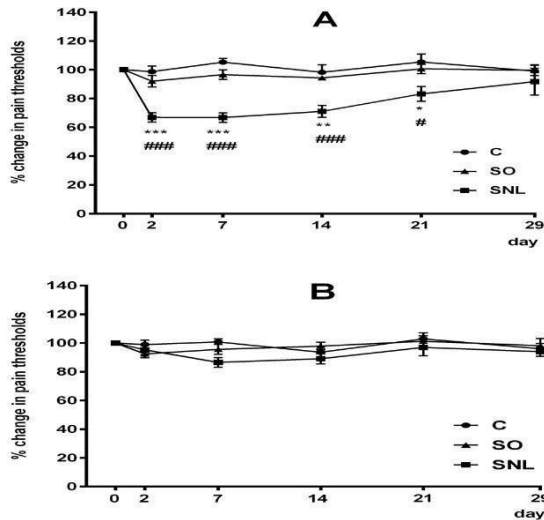 A
% change in pain thresholds
140
120
100
80
60
40
20
0
*** *** ** *
### ### ### #
C
SO
SNL
0 2 7 14 21 29
day
B
% change in pain thresholds
140
120
100
80
60
40
20
0
C
SO
SNL
0 2 7 14 21 29
day